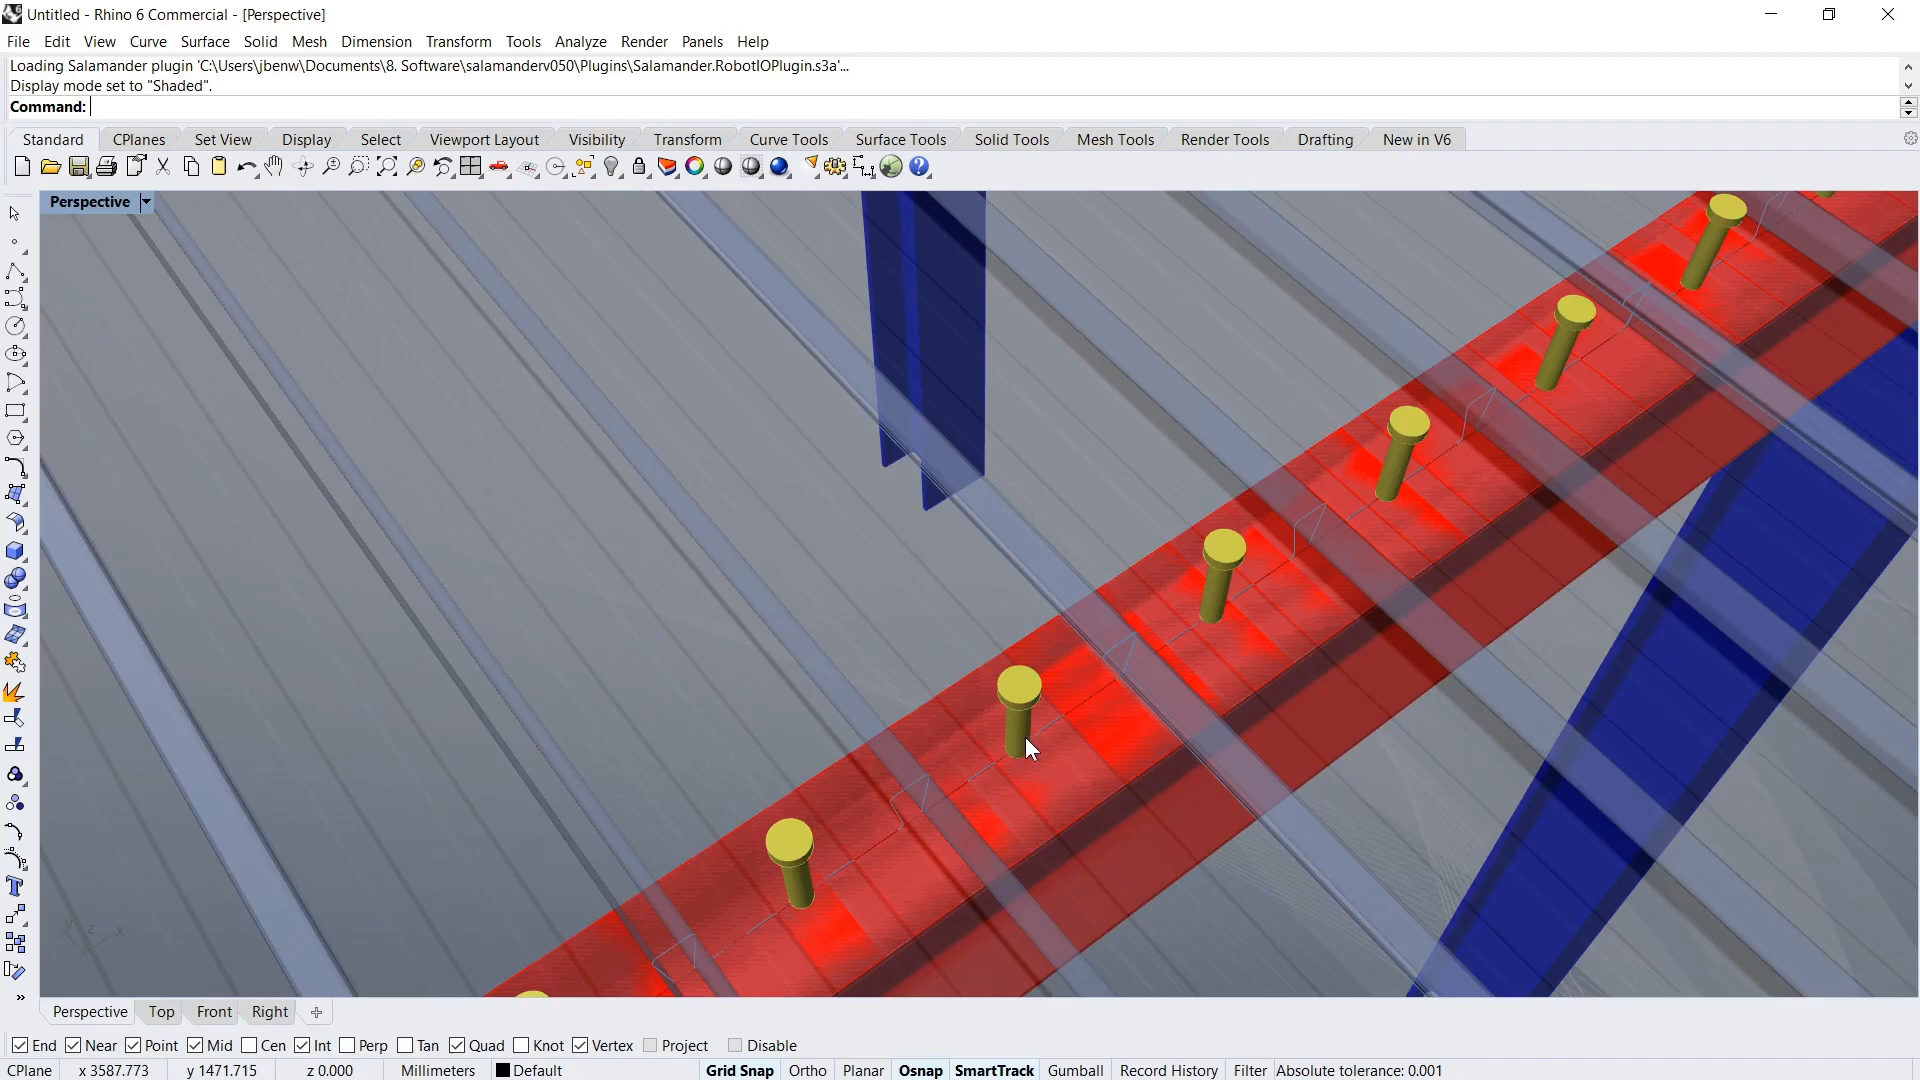 Untitled - Rhino 6 Commercial - [Perspective]
File Edit View Curve Surface Solid Mesh Dimension Transform Tools Analyze Render Panels Help
Loading Salamander plugin 'C:\Users\jbenw\Documents\8. Software\salamanderv050\Plugins\Salamander.RobotIOPlugin.s3a'...
Display mode set to "Shaded".
Command:
Standard CPlanes Set View Display Select Viewport Layout Visibility Transform Curve Tools Surface Tools Solid Tools Mesh Tools Render Tools Drafting New in V6
Perspective
y z x
Perspective Top Front Right
End Near Point Mid Cen Int Perp Tan Quad Knot Vertex Project Disable
CPlane x 3587.773 y 1471.715 z 0.000 Millimeters Default Grid Snap Ortho Planar Osnap SmartTrack Gumball Record History Filter Absolute tolerance: 0.001